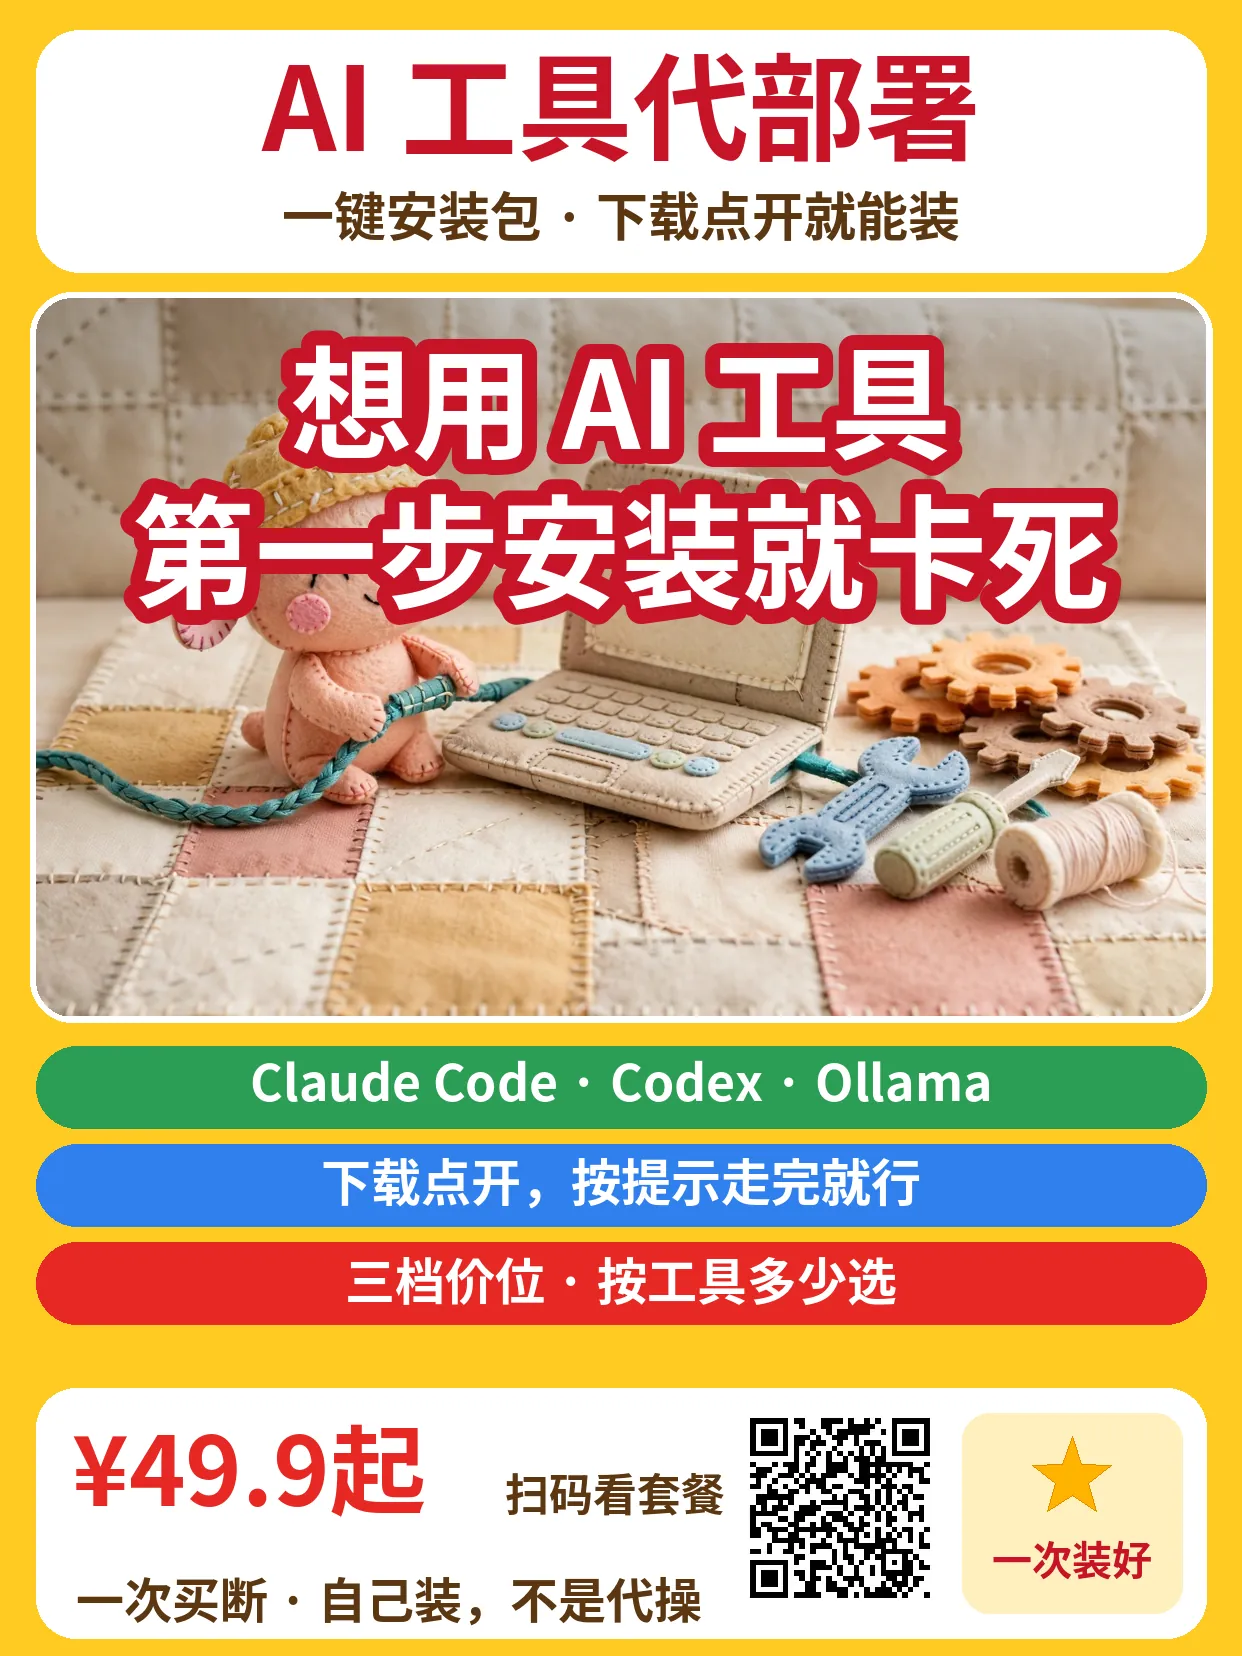 AI 工具代部署
一键安装包 · 下载点开就能装
想用 AI 工具
第一步安装就卡死
Claude Code · Codex · Ollama
下载点开，按提示走完就行
三档价位 · 按工具多少选
¥49.9起
扫码看套餐
一次装好
一次买断 · 自己装，不是代操